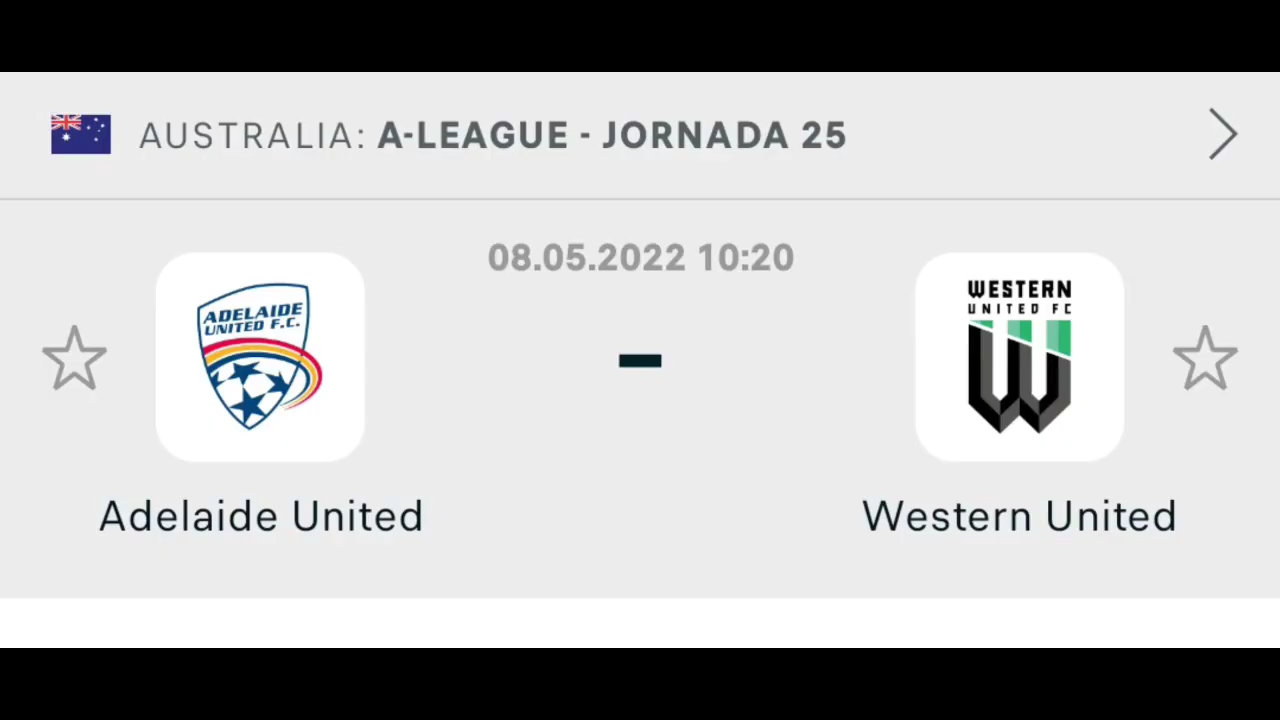 AUSTRALIA: A-LEAGUE - JORNADA 25
08.05.2022 10:20
ADELAIDE
UNITED F.C.
-
WESTERN
UNITED FC
Adelaide United
Western United